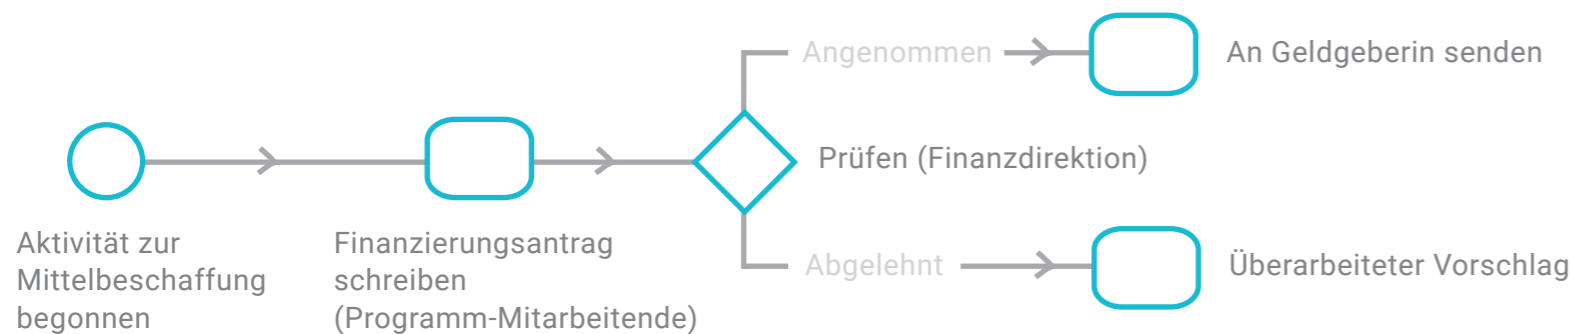 Aktivität zur
Mittelbeschaffung
begonnen
Finanzierungsantrag
schreiben
(Programm-Mitarbeitende)
Prüfen (Finanzdirektion)
Angenommen
An Geldgeberin senden
Abgelehnt
Überarbeiteter Vorschlag